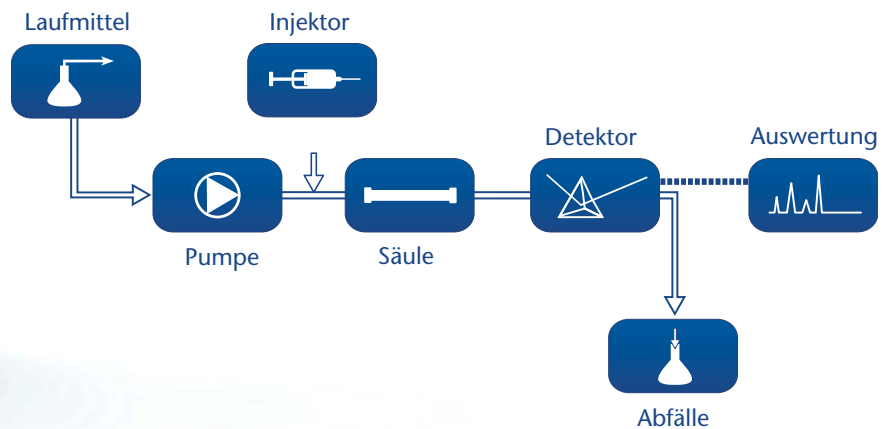 Laufmittel
Injektor
Detektor
Auswertung
Pumpe
Säule
Abfälle